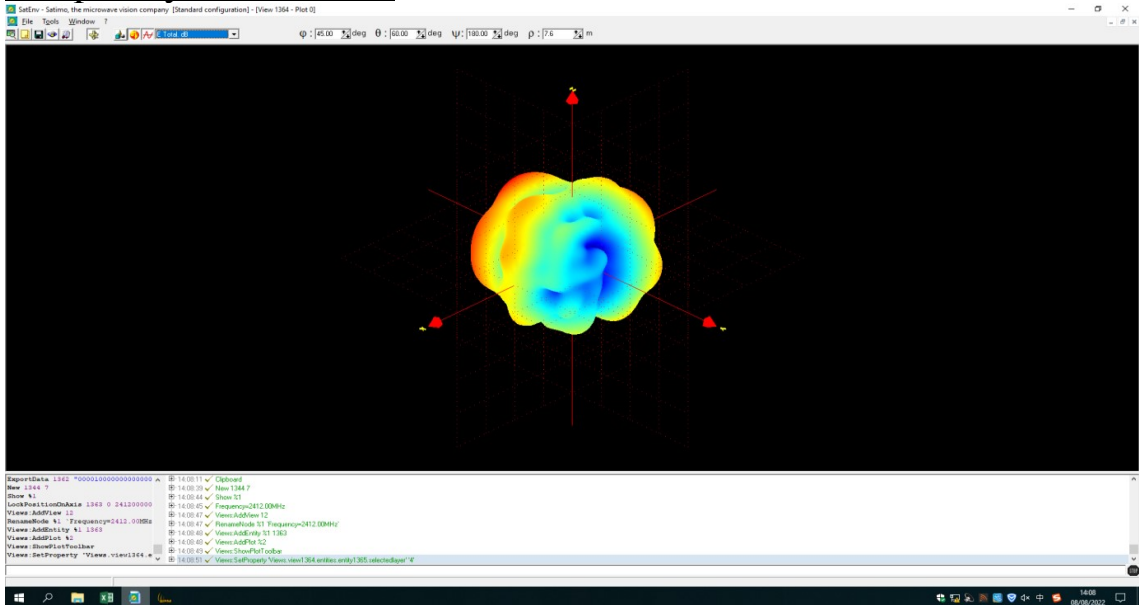 SatEnv - Satimo, the microwave vision company [Standard configuration] - [View 1364 - Plot 0]
File Tools Window ?
E Total, dB φ : 45.00 deg θ : 60.00 deg ψ : 180.00 deg ρ : 7.6 m
ExportData 1362 "0000100000000000000
New 1344 7
Show %1
LockPositionOnAxis 1363 0 241200000
Views:AddView 12
RenameNode %1 'Frequency=2412.00MHz
Views:AddEntity %1 1363
Views:AddPlot %2
Views:ShowPlotToolbar
Views:SetProperty 'Views.view1364.e
14:08:11 Clipboard
14:08:39 New 1344 7
14:08:44 Show %1
14:08:45 Frequency=2412.00MHz
14:08:47 Views:AddView 12
14:08:47 RenameNode %1 'Frequency=2412.00MHz'
14:08:48 Views:AddEntity %1 1363
14:08:48 Views:AddPlot %2
14:08:49 Views:ShowPlotToolbar
14:08:51 Views:SetProperty 'Views.view1364.entities.entity1365.selectedlayer' '4'
中
14:08
08/08/2022